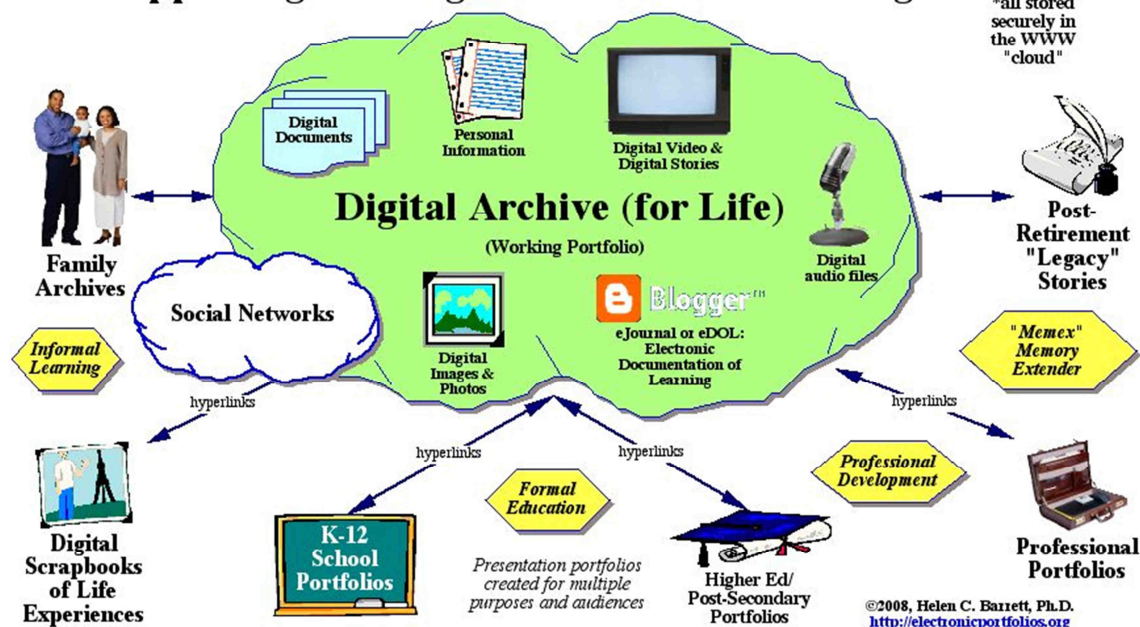 *all stored
securely in
the WWW
"cloud"
Digital
Documents
Personal
Information
Digital Video &
Digital Stories
Digital Archive (for Life)
(Working Portfolio)
Digital
audio files
Family
Archives
Post-
Retirement
"Legacy"
Stories
Social Networks
Digital
Images &
Photos
Blogger™
eJournal or eDOL:
Electronic
Documentation of
Learning
Informal
Learning
"Memex"
Memory
Extender
hyperlinks
hyperlinks
hyperlinks
hyperlinks
Formal
Education
Professional
Development
Digital
Scrapbooks
of Life
Experiences
K-12
School
Portfolios
Presentation portfolios
created for multiple
purposes and audiences
Higher Ed/
Post-Secondary
Portfolios
Professional
Portfolios
©2008, Helen C. Barrett, Ph.D.
http://electronicportfolios.org